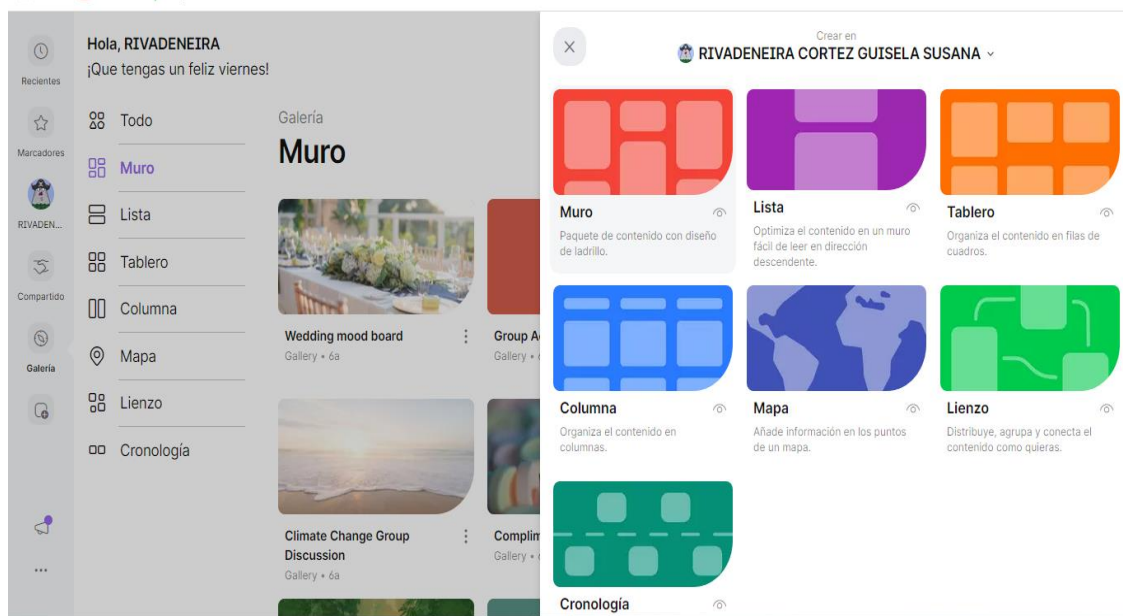 Hola, RIVADENEIRA
¡Que tengas un feliz viernes!
Recientes
Marcadores
RIVADEN...
Compartido
Galería
Todo
Muro
Lista
Tablero
Columna
Mapa
Lienzo
Cronología
Galería
Muro
Wedding mood board
Gallery • 6a
Group A
Gallery •
Climate Change Group
Discussion
Gallery • 6a
Complim
Gallery •
Crear en
RIVADENEIRA CORTEZ GUISELA SUSANA
Muro
Paquete de contenido con diseño
de ladrillo.
Lista
Optimiza el contenido en un muro
fácil de leer en dirección
descendente.
Tablero
Organiza el contenido en filas de
cuadros.
Columna
Organiza el contenido en
columnas.
Mapa
Añade información en los puntos
de un mapa.
Lienzo
Distribuye, agrupa y conecta el
contenido como quieras.
Cronología